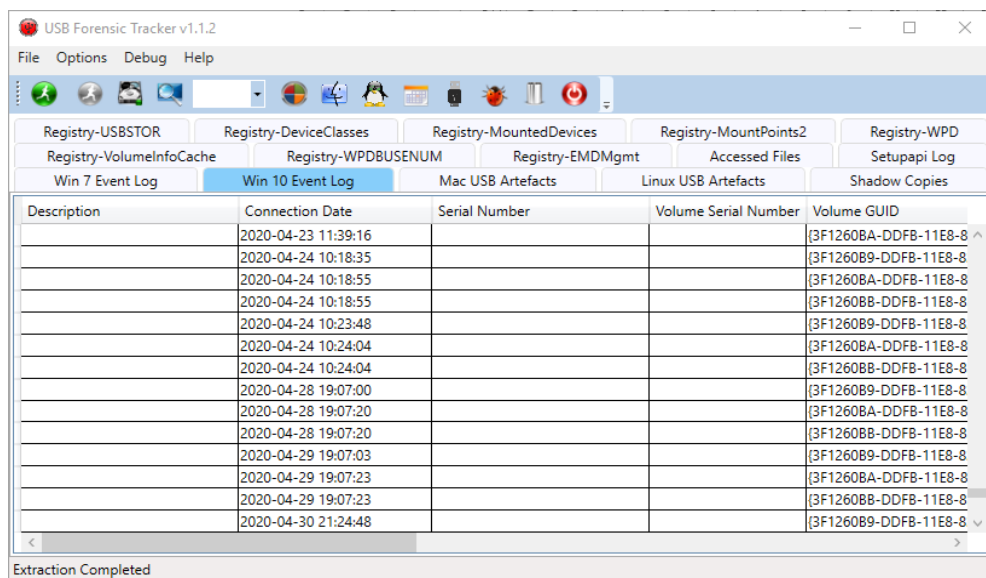 USB Forensic Tracker v1.1.2
File Options Debug Help
Registry-USBSTOR Registry-DeviceClasses Registry-MountedDevices Registry-MountPoints2 Registry-WPD
Registry-VolumeInfoCache Registry-WPDBUSENUM Registry-EMDMgmt Accessed Files Setupapi Log
Win 7 Event Log Win 10 Event Log Mac USB Artefacts Linux USB Artefacts Shadow Copies
Description Connection Date Serial Number Volume Serial Number Volume GUID
2020-04-23 11:39:16 {3F1260BA-DDFB-11E8-8
2020-04-24 10:18:35 {3F1260B9-DDFB-11E8-8
2020-04-24 10:18:55 {3F1260BA-DDFB-11E8-8
2020-04-24 10:18:55 {3F1260BB-DDFB-11E8-8
2020-04-24 10:23:48 {3F1260B9-DDFB-11E8-8
2020-04-24 10:24:04 {3F1260BA-DDFB-11E8-8
2020-04-24 10:24:04 {3F1260BB-DDFB-11E8-8
2020-04-28 19:07:00 {3F1260B9-DDFB-11E8-8
2020-04-28 19:07:20 {3F1260BA-DDFB-11E8-8
2020-04-28 19:07:20 {3F1260BB-DDFB-11E8-8
2020-04-29 19:07:03 {3F1260B9-DDFB-11E8-8
2020-04-29 19:07:23 {3F1260BA-DDFB-11E8-8
2020-04-29 19:07:23 {3F1260BB-DDFB-11E8-8
2020-04-30 21:24:48 {3F1260B9-DDFB-11E8-8
Extraction Completed